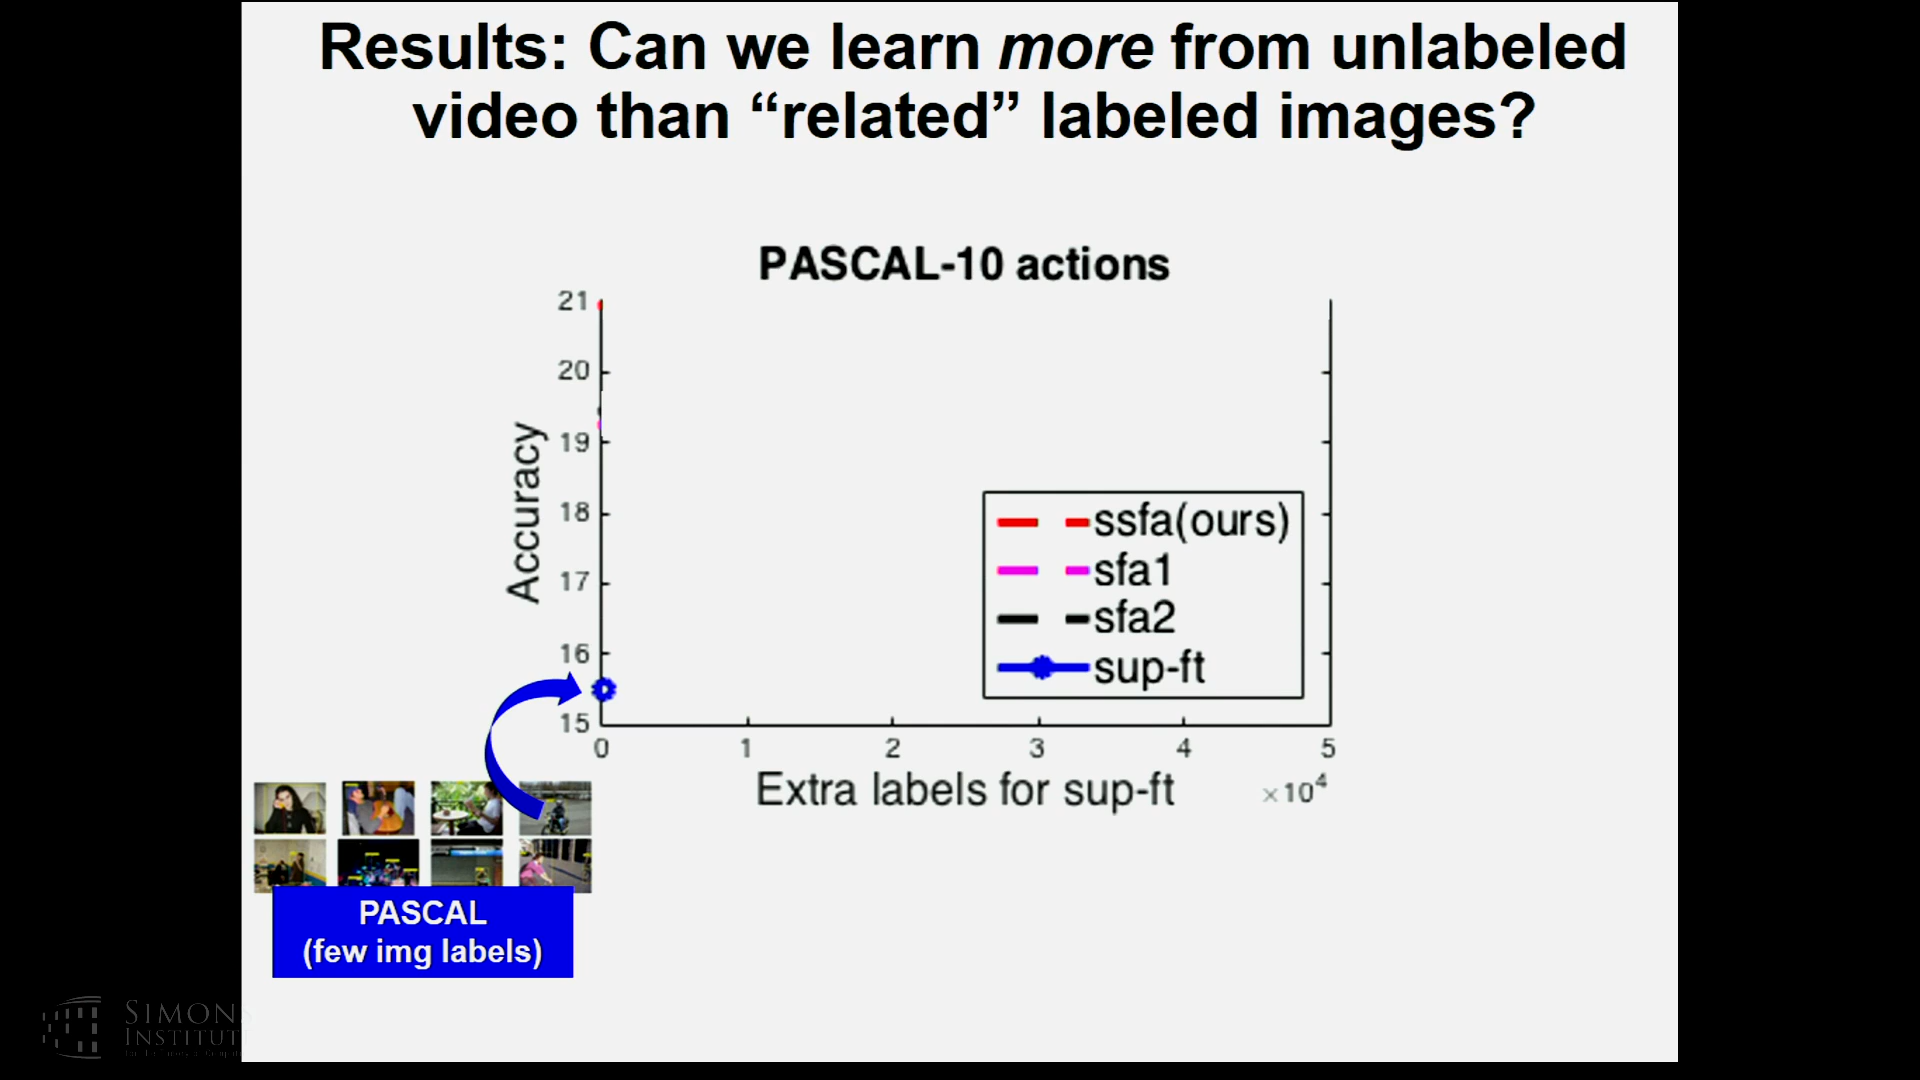 Results: Can we learn more from unlabeled
video than “related” labeled images?
PASCAL-10 actions
21
20
19
18
17
16
15
Accuracy
0 1 2 3 4 5
×10⁴
Extra labels for sup-ft
ssfa(ours)
sfa1
sfa2
sup-ft
PASCAL
(few img labels)
SIMONS
INSTITUT